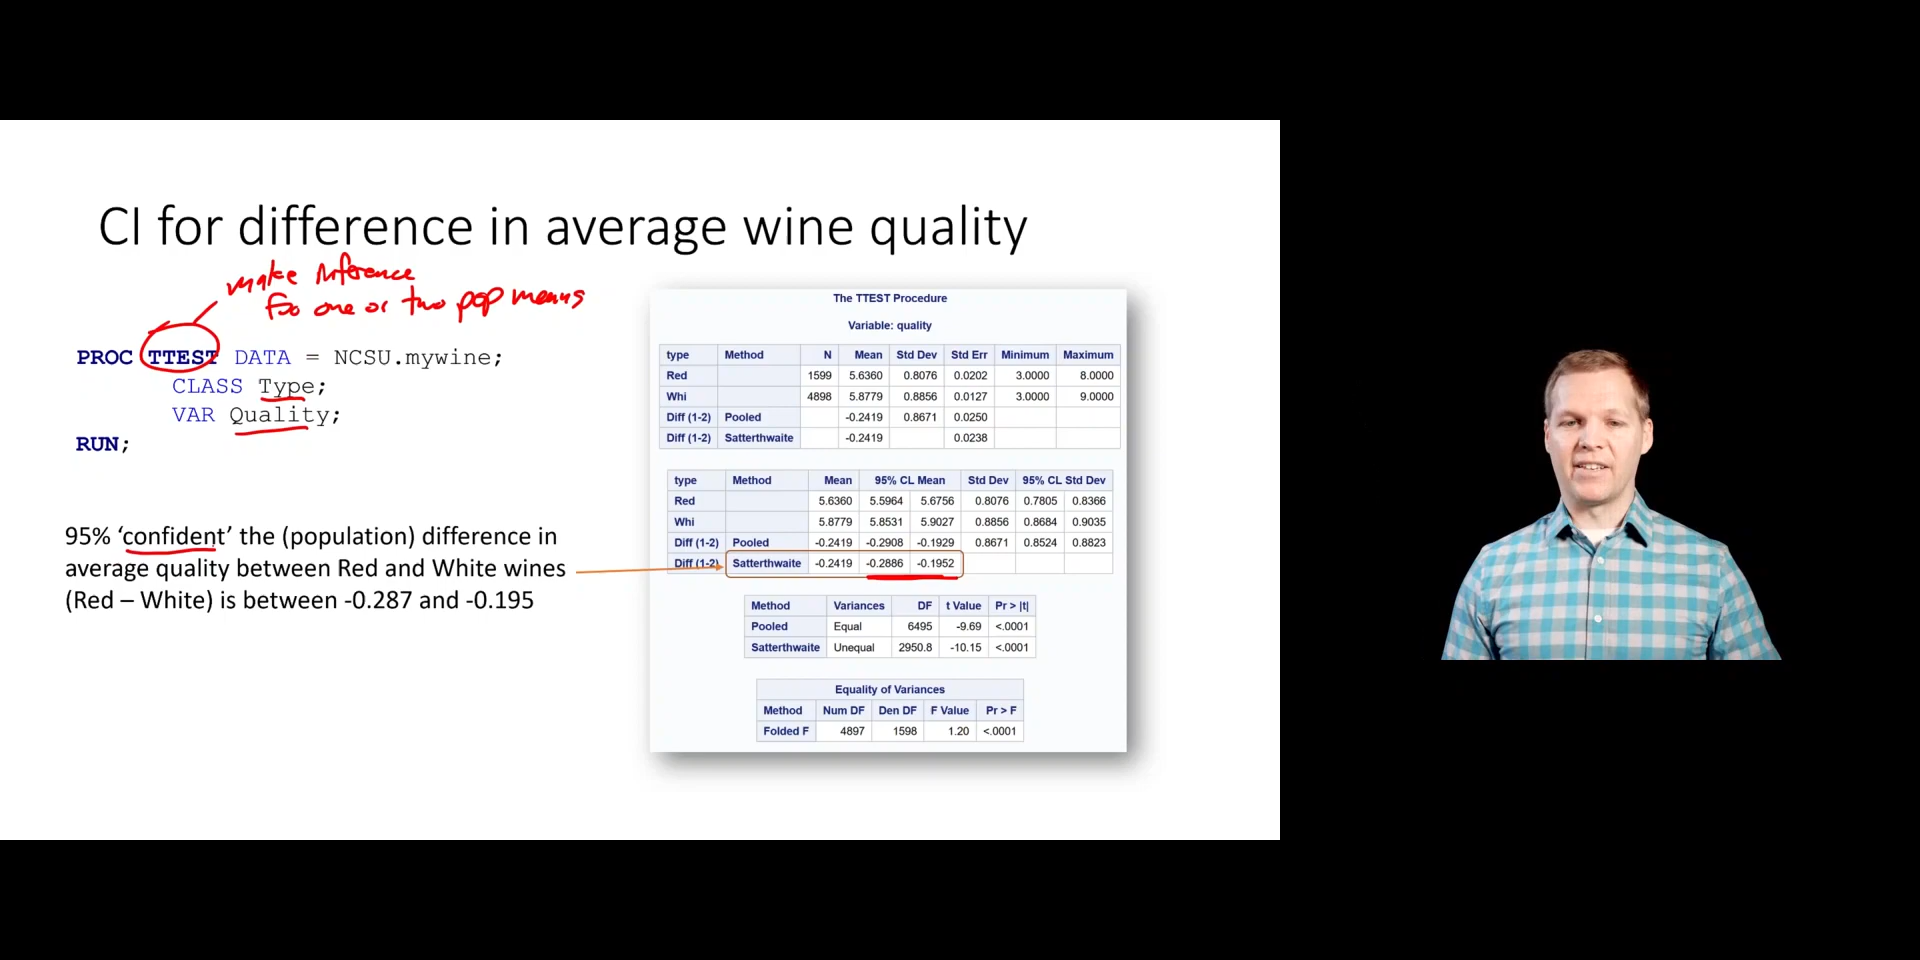 CI for difference in average wine quality
make Inference
for one or two pop means
PROC TTEST DATA = NCSU.mywine;
CLASS Type;
VAR Quality;
RUN;
95% ‘confident’ the (population) difference in
average quality between Red and White wines
(Red – White) is between -0.287 and -0.195
The TTEST Procedure
Variable: quality
type Method N Mean Std Dev Std Err Minimum Maximum
Red 1599 5.6360 0.8076 0.0202 3.0000 8.0000
Whi 4898 5.8779 0.8856 0.0127 3.0000 9.0000
Diff (1-2) Pooled -0.2419 0.8671 0.0250
Diff (1-2) Satterthwaite -0.2419 0.0238
type Method Mean 95% CL Mean Std Dev 95% CL Std Dev
Red 5.6360 5.5964 5.6756 0.8076 0.7805 0.8366
Whi 5.8779 5.8531 5.9027 0.8856 0.8684 0.9035
Diff (1-2) Pooled -0.2419 -0.2908 -0.1929 0.8671 0.8524 0.8823
Diff (1-2) Satterthwaite -0.2419 -0.2886 -0.1952
Method Variances DF t Value Pr > |t|
Pooled Equal 6495 -9.69 <.0001
Satterthwaite Unequal 2950.8 -10.15 <.0001
Equality of Variances
Method Num DF Den DF F Value Pr > F
Folded F 4897 1598 1.20 <.0001